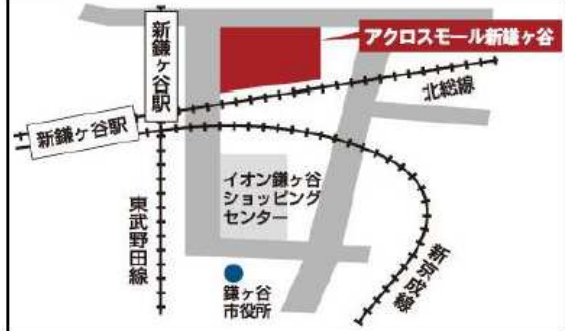 新鎌ヶ谷駅
アクロスモール新鎌ヶ谷
北総線
新鎌ヶ谷駅
イオン鎌ヶ谷
ショッピング
センター
東武野田線
新京成線
鎌ヶ谷
市役所